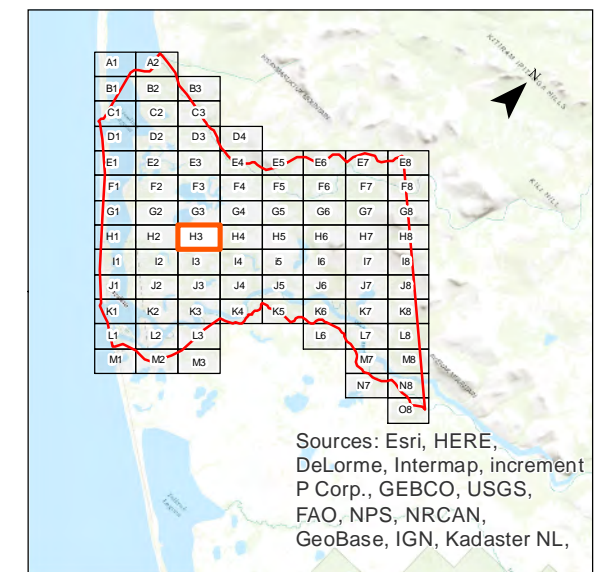 N
KILI HILL
A1 A2
B1 B2 B3
C1 C2 C3
D1 D2 D3 D4
E1 E2 E3 E4 E5 E6 E7 E8
F1 F2 F3 F4 F5 F6 F7 F8
G1 G2 G3 G4 G5 G6 G7 G8
H1 H2 H3 H4 H5 H6 H7 H8
I1 I2 I3 I4 I5 I6 I7 I8
J1 J2 J3 J4 J5 J6 J7 J8
K1 K2 K3 K4 K5 K6 K7 K8
L1 L2 L3 L6 L7 L8
M1 M2 M3 M7 M8
N7 N8
O8
Sources: Esri, HERE,
DeLorme, Intermap, increment
P Corp., GEBCO, USGS,
FAO, NPS, NRCAN,
GeoBase, IGN, Kadaster NL,